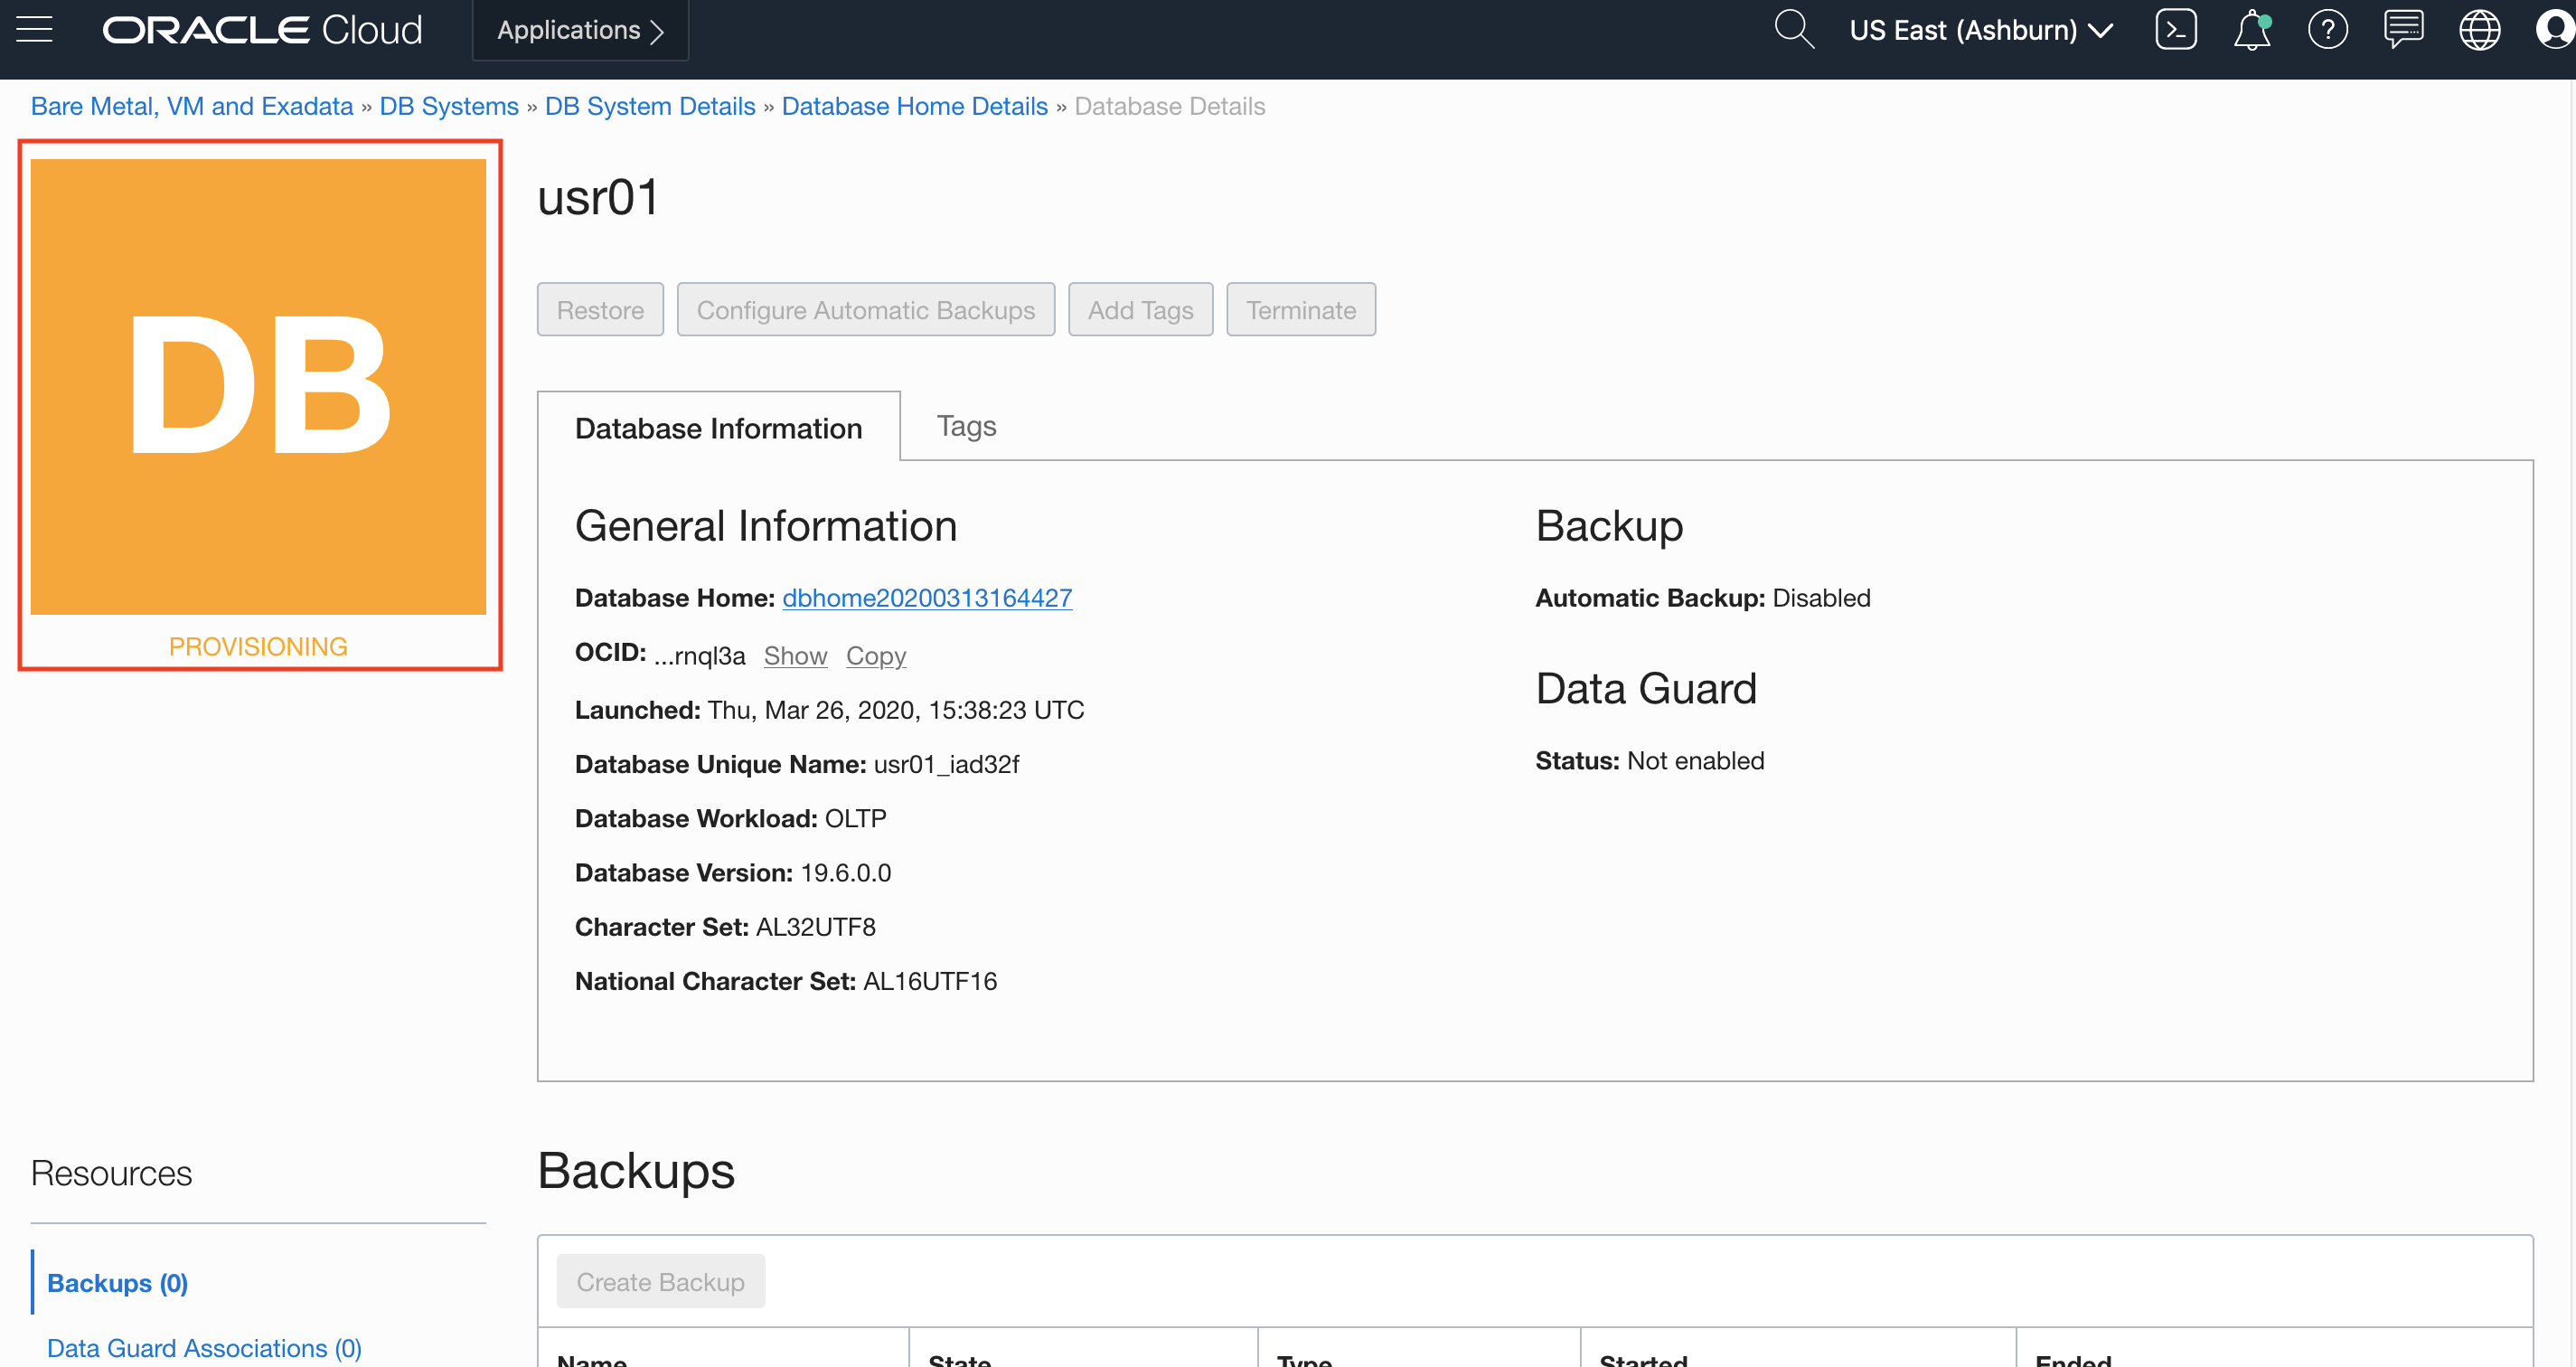 ORACLE Cloud
Applications
US East (Ashburn)
Bare Metal, VM and Exadata » DB Systems » DB System Details » Database Home Details » Database Details
DB
PROVISIONING
usr01
Restore
Configure Automatic Backups
Add Tags
Terminate
Database Information
Tags
General Information
Database Home: dbhome20200313164427
OCID: ...rnql3a Show Copy
Launched: Thu, Mar 26, 2020, 15:38:23 UTC
Database Unique Name: usr01_iad32f
Database Workload: OLTP
Database Version: 19.6.0.0
Character Set: AL32UTF8
National Character Set: AL16UTF16
Backup
Automatic Backup: Disabled
Data Guard
Status: Not enabled
Resources
Backups (0)
Data Guard Associations (0)
Backups
Create Backup
Name State Type Started Ended